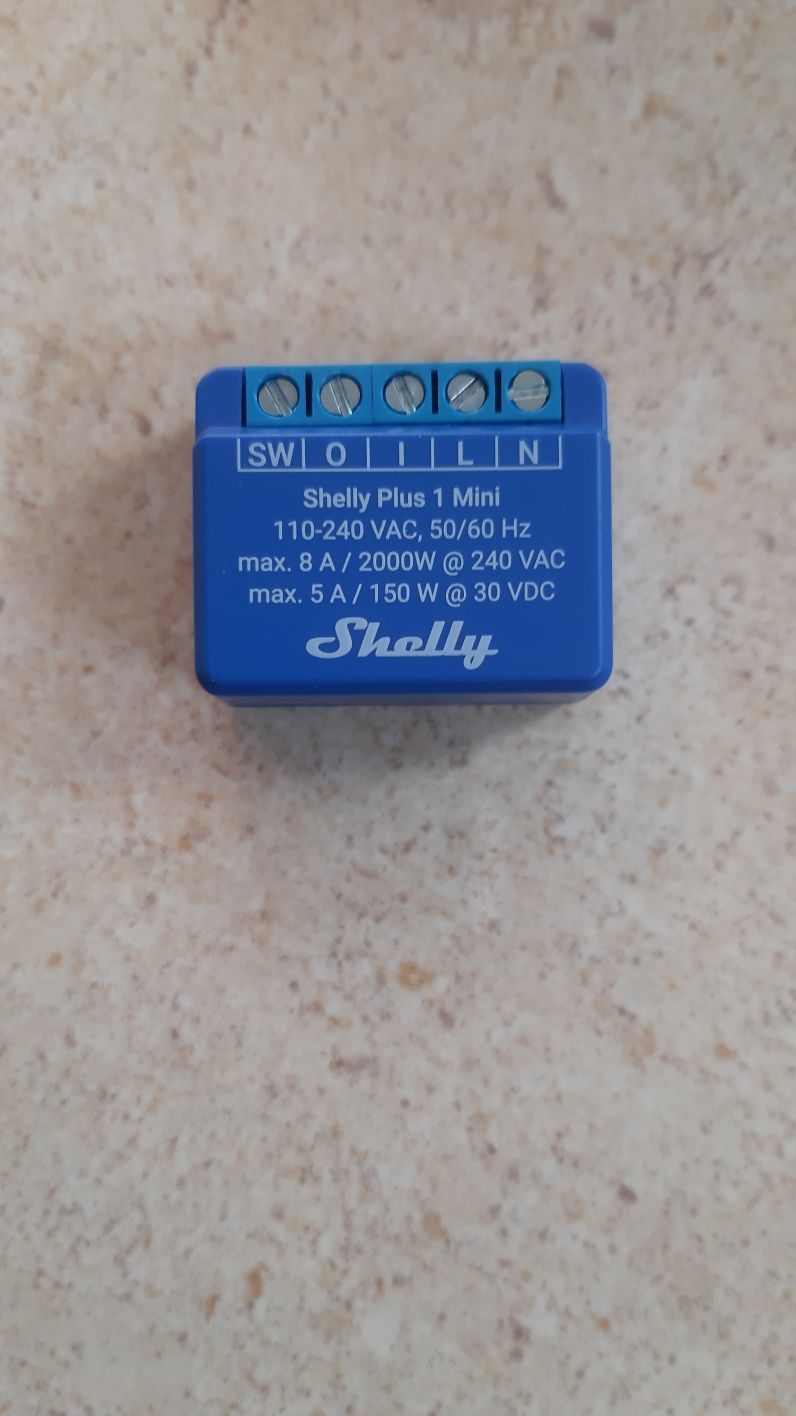 SW O I L N
Shelly Plus 1 Mini
110-240 VAC, 50/60 Hz
max. 8 A / 2000W @ 240 VAC
max. 5 A / 150 W @ 30 VDC
Shelly